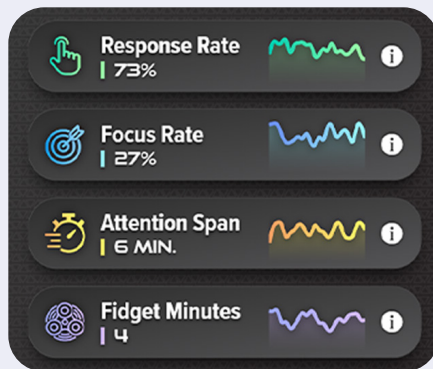 Response Rate
73%
Focus Rate
27%
Attention Span
6 MIN.
Fidget Minutes
4